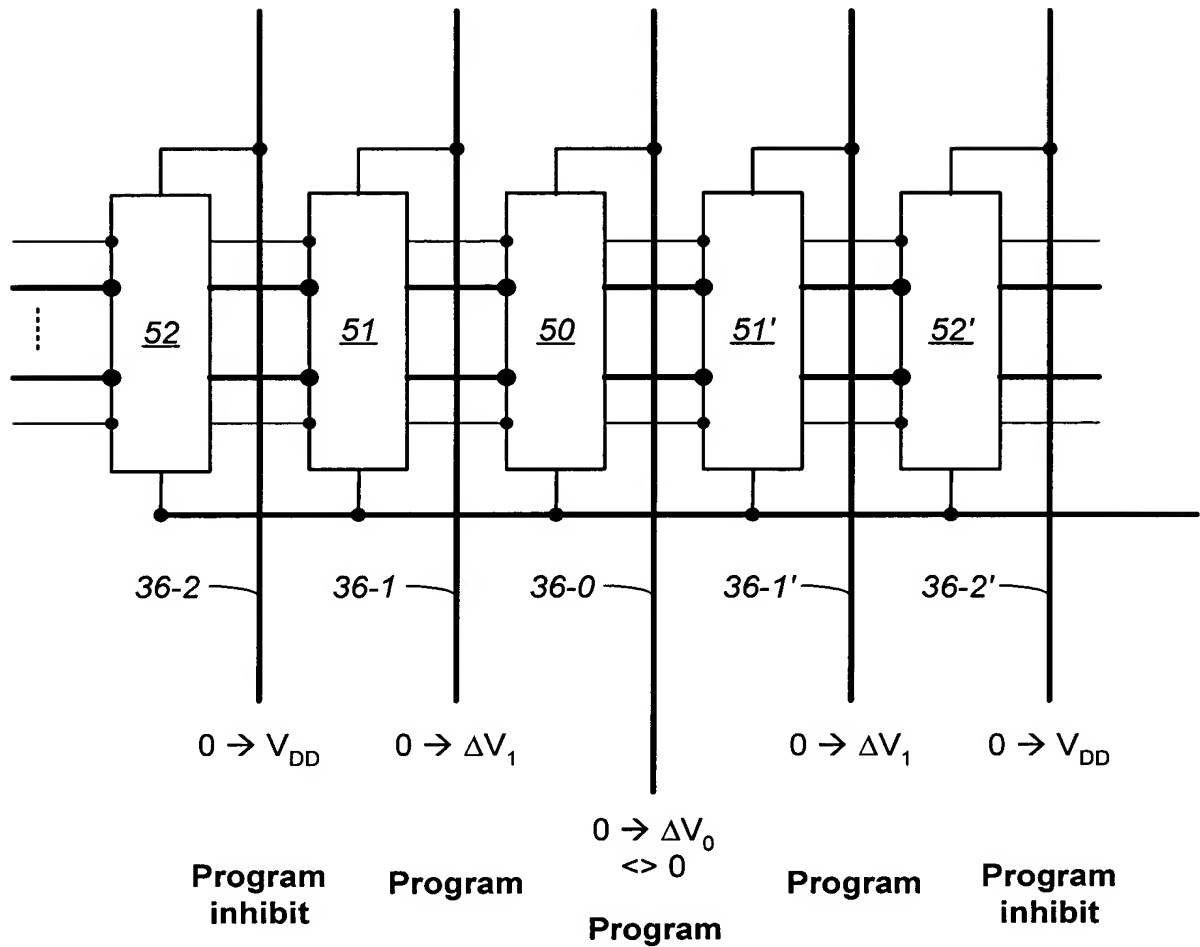 52 51 50 51' 52'
36-2 36-1 36-0 36-1' 36-2'
0 → V_DD 0 → ΔV_1 0 → ΔV_1 0 → V_DD
0 → ΔV_0
<> 0
Program
inhibit
Program
Program
Program
Program
inhibit